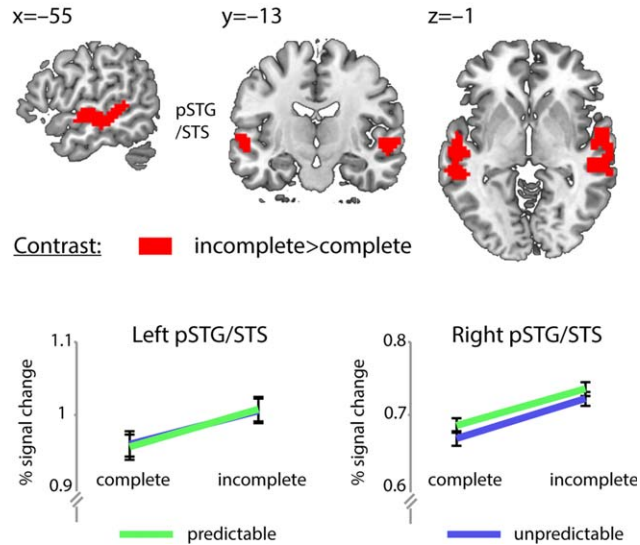 x=–55
y=–13
z=–1
pSTG
/STS
Contrast:
incomplete>complete
Left pSTG/STS
% signal change
1.1
1
0.9
complete
incomplete
Right pSTG/STS
% signal change
0.8
0.7
0.6
complete
incomplete
predictable
unpredictable